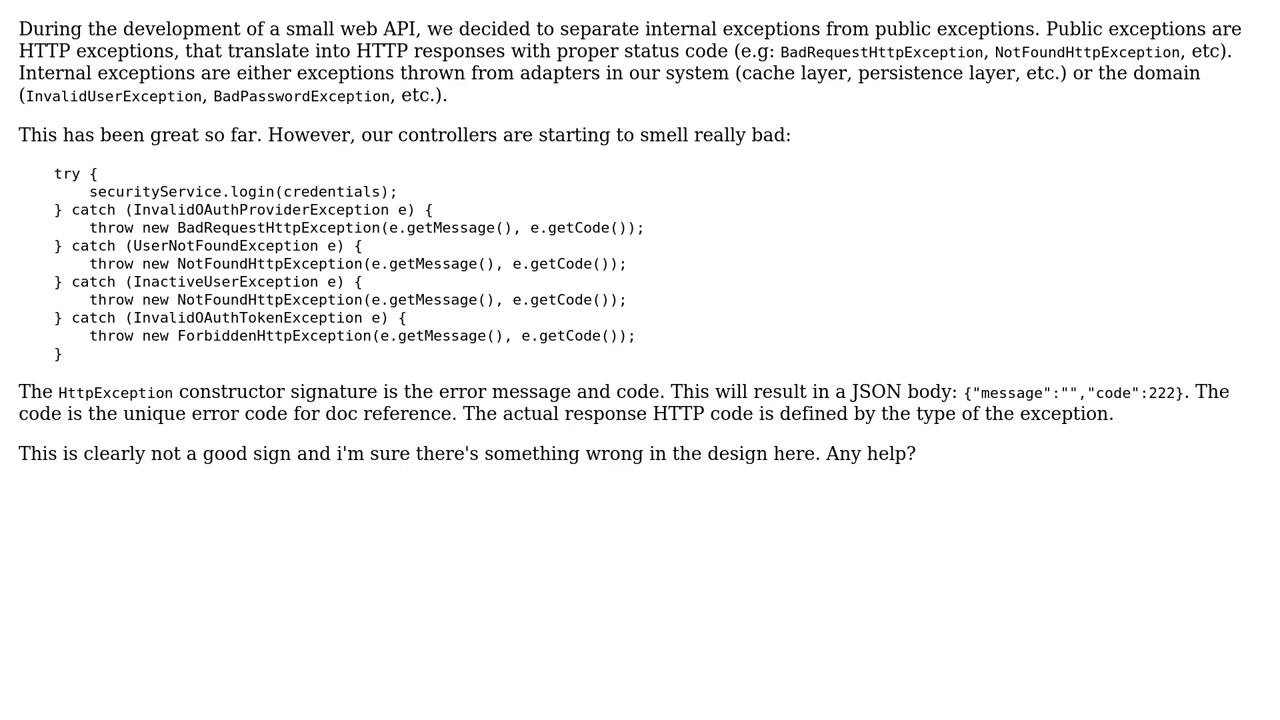 During the development of a small web API, we decided to separate internal exceptions from public exceptions. Public exceptions are
HTTP exceptions, that translate into HTTP responses with proper status code (e.g: BadRequestHttpException, NotFoundHttpException, etc).
Internal exceptions are either exceptions thrown from adapters in our system (cache layer, persistence layer, etc.) or the domain
(InvalidUserException, BadPasswordException, etc.).
This has been great so far. However, our controllers are starting to smell really bad:
try {
    securityService.login(credentials);
} catch (InvalidOAuthProviderException e) {
    throw new BadRequestHttpException(e.getMessage(), e.getCode());
} catch (UserNotFoundException e) {
    throw new NotFoundHttpException(e.getMessage(), e.getCode());
} catch (InactiveUserException e) {
    throw new NotFoundHttpException(e.getMessage(), e.getCode());
} catch (InvalidOAuthTokenException e) {
    throw new ForbiddenHttpException(e.getMessage(), e.getCode());
}
The HttpException constructor signature is the error message and code. This will result in a JSON body: {"message":"","code":222}. The
code is the unique error code for doc reference. The actual response HTTP code is defined by the type of the exception.
This is clearly not a good sign and i'm sure there's something wrong in the design here. Any help?